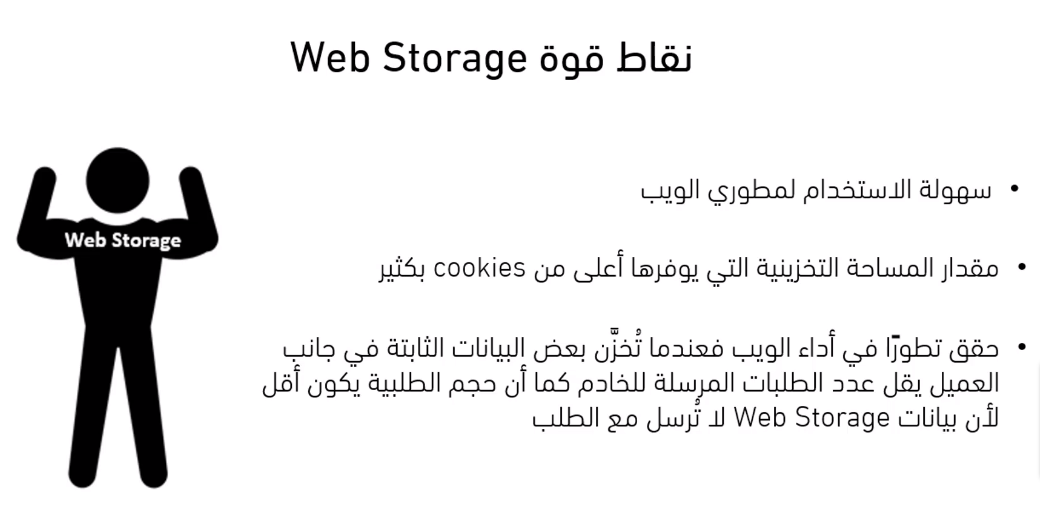 نقاط قوة Web Storage
Web Storage
• سهولة الاستخدام لمطوري الويب
• مقدار المساحة التخزينية التي يوفرها أعلى من cookies بكثير
• حقق تطورًا في أداء الويب فعندما تُخزَّن بعض البيانات الثابتة في جانب
العميل يقل عدد الطلبات المرسلة للخادم كما أن حجم الطلبية يكون أقل
لأن بيانات Web Storage لا تُرسل مع الطلب